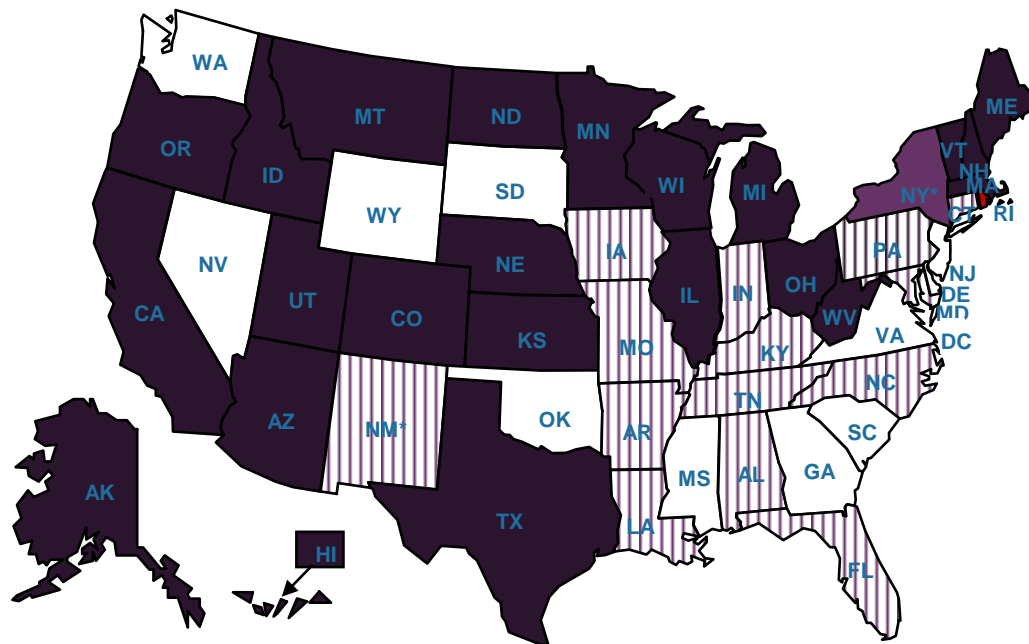 WA
ME
MT
ND
MN
VT
OR
NH
ID
WI
MI
MA
SD
NY*
WY
CT
RI
IA
PA
NE
NV
NJ
OH
IL
IN
UT
DE
CA
CO
MD
WV
KS
VA
MO
KY
DC
NC
TN
OK
AZ
NM*
AR
SC
MS
AL
GA
AK
TX
LA
HI
FL